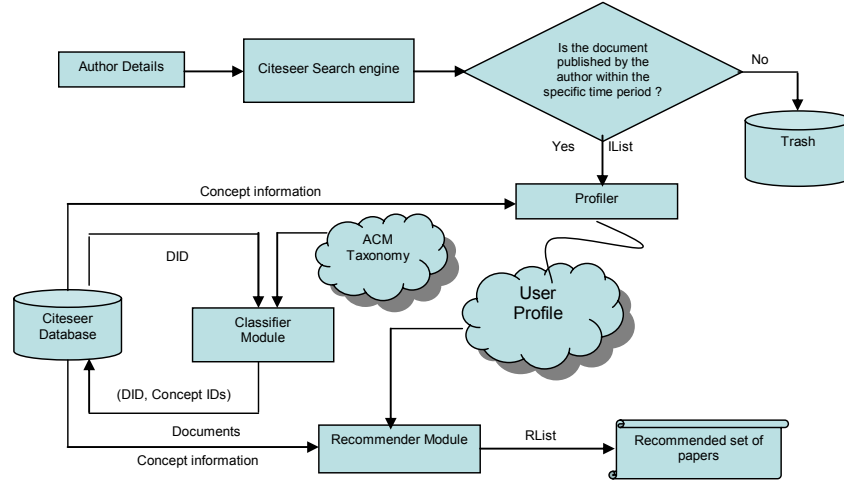 Author Details
Citeseer Search engine
Is the document
published by the
author within the
specific time period ?
No
Trash
Yes
IList
Concept information
Profiler
ACM
Taxonomy
DID
User
Profile
Citeseer
Database
Classifier
Module
(DID, Concept IDs)
Documents
Concept information
Recommender Module
RList
Recommended set of
papers